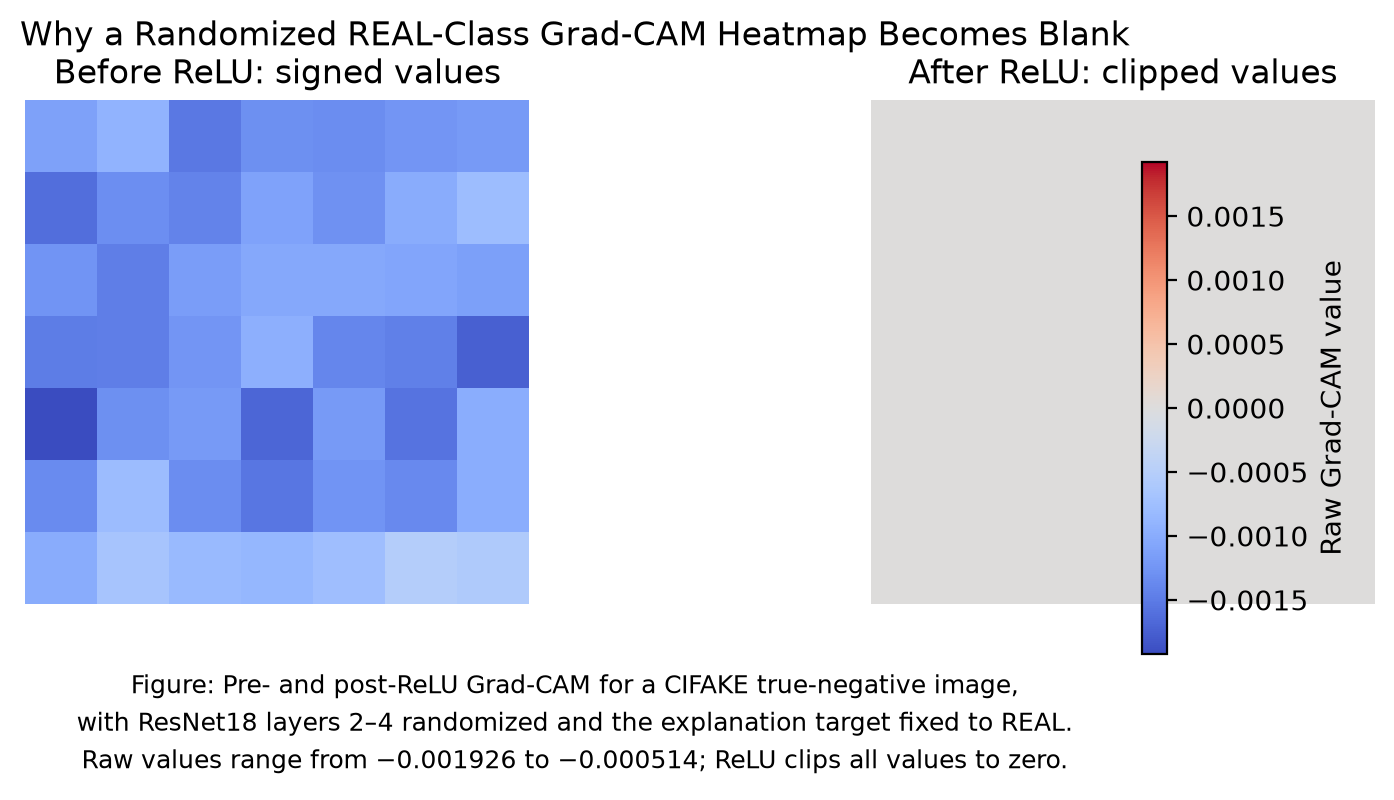 Why a Randomized REAL-Class Grad-CAM Heatmap Becomes Blank
Before ReLU: signed values
After ReLU: clipped values
0.0015
0.0010
0.0005
0.0000
−0.0005
−0.0010
−0.0015
Raw Grad-CAM value
Figure: Pre- and post-ReLU Grad-CAM for a CIFAKE true-negative image,
with ResNet18 layers 2–4 randomized and the explanation target fixed to REAL.
Raw values range from −0.001926 to −0.000514; ReLU clips all values to zero.